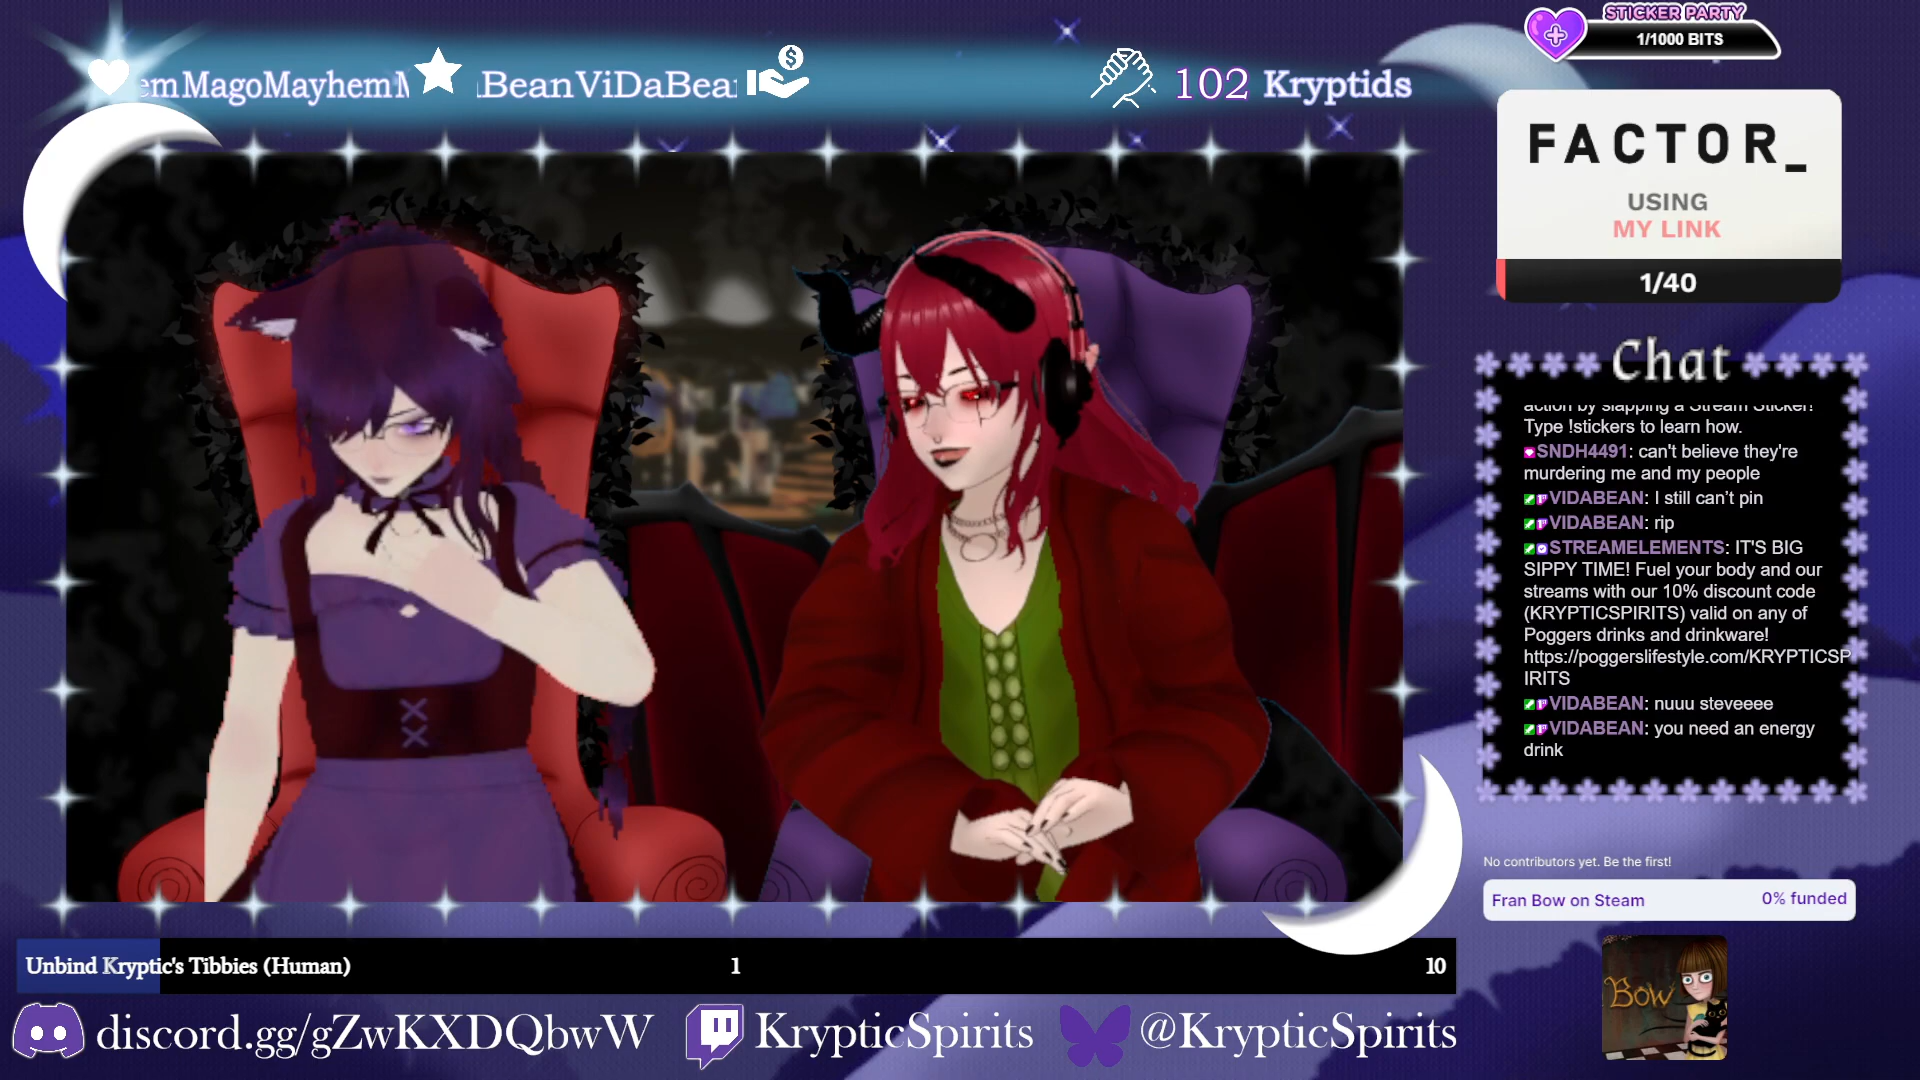 STICKER PARTY
1/1000 BITS
emMagoMayhemM
.BeanViDaBea
102 Kryptids
FACTOR_
USING
MY LINK
1/40
Chat
action by slapping a Stream Sticker!
Type !stickers to learn how.
SNDH4491: can't believe they're
murdering me and my people
VIDABEAN: I still can't pin
VIDABEAN: rip
STREAMELEMENTS: IT'S BIG
SIPPY TIME! Fuel your body and our
streams with our 10% discount code
(KRYPTICSPIRITS) valid on any of
Poggers drinks and drinkware!
https://poggerslifestyle.com/KRYPTICSP
IRITS
VIDABEAN: nuuu steveeee
VIDABEAN: you need an energy
drink
No contributors yet. Be the first!
Fran Bow on Steam 0% funded
Bow
Unbind Kryptic's Tibbies (Human) 1 10
discord.gg/gZwKXDQbwW KrypticSpirits @KrypticSpirits